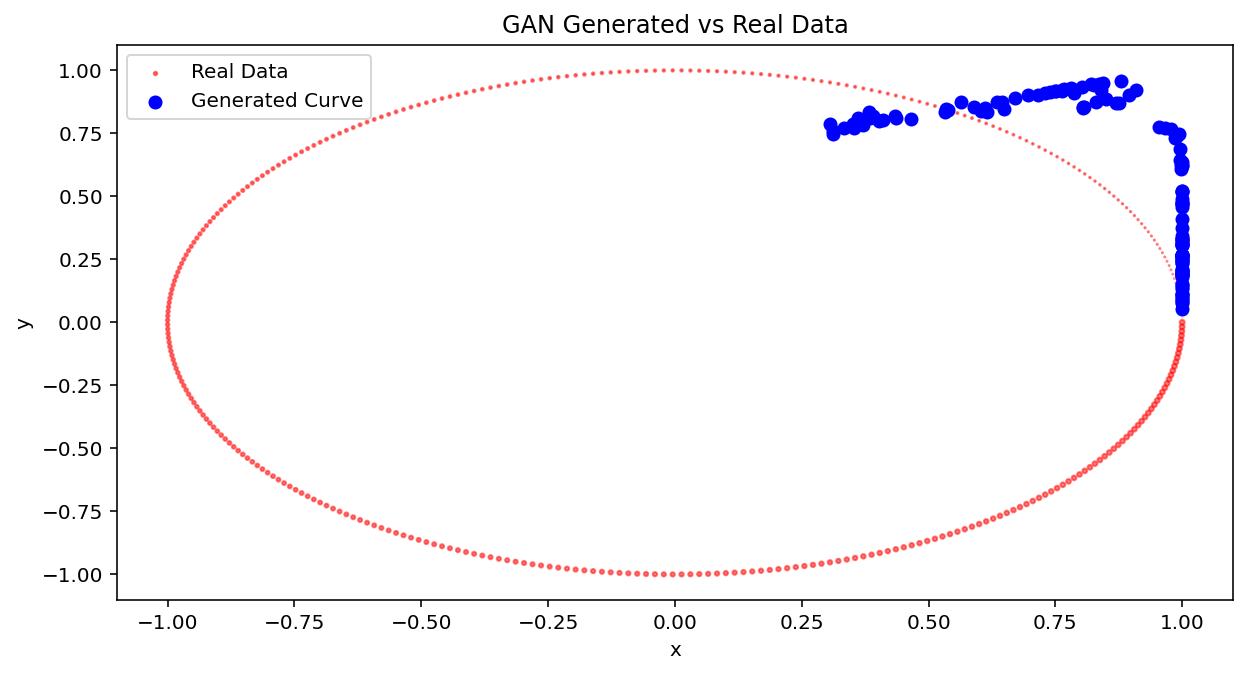 GAN Generated vs Real Data
Real Data
Generated Curve
1.00
0.75
0.50
0.25
0.00
−0.25
−0.50
−0.75
−1.00
y
−1.00 −0.75 −0.50 −0.25 0.00 0.25 0.50 0.75 1.00
x